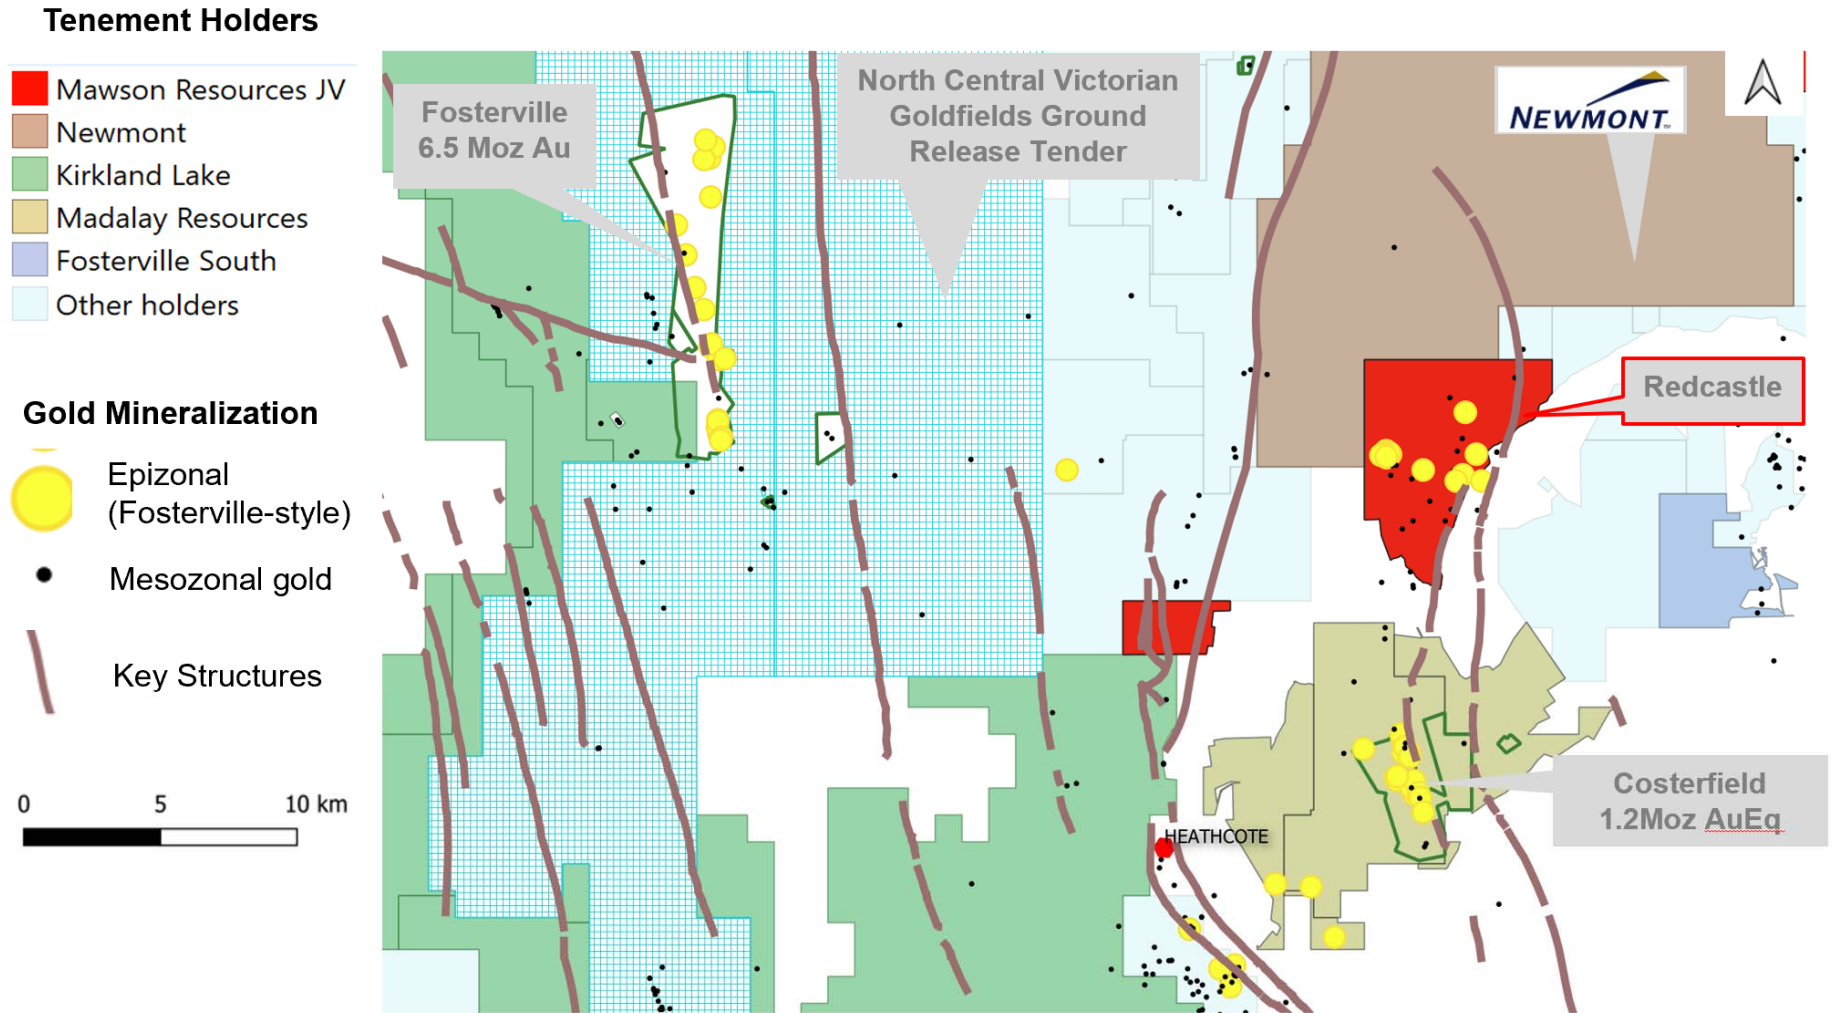 Tenement Holders
Mawson Resources JV
Newmont
Kirkland Lake
Madalay Resources
Fosterville South
Other holders
Gold Mineralization
Epizonal
(Fosterville-style)
Mesozonal gold
Key Structures
0 5 10 km
Fosterville
6.5 Moz Au
North Central Victorian
Goldfields Ground
Release Tender
NEWMONT™
Redcastle
Costerfield
1.2Moz AuEq
HEATHCOTE